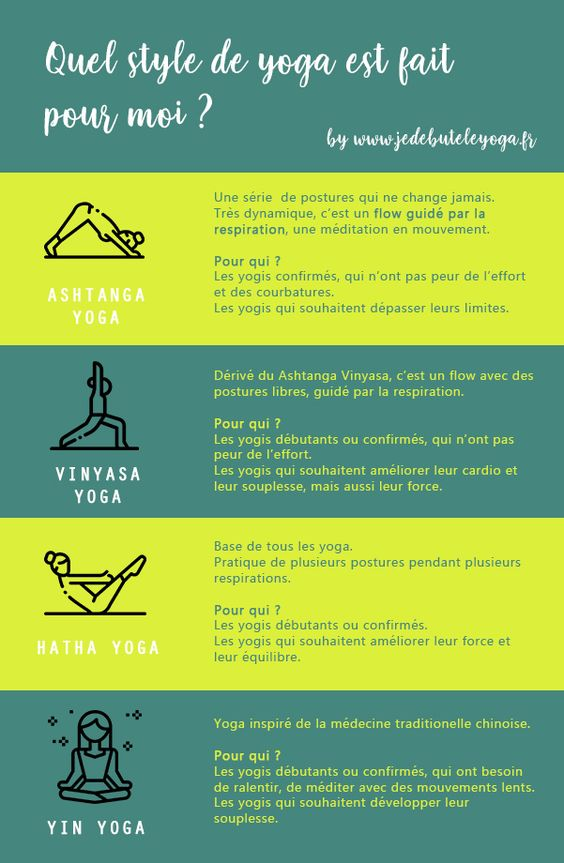 Quel style de yoga est fait
pour moi ?
by www.jedebuteleyoga.fr
ASHTANGA
YOGA
Une série de postures qui ne change jamais.
Très dynamique, c’est un flow guidé par la
respiration, une méditation en mouvement.
Pour qui ?
Les yogis confirmés, qui n’ont pas peur de l’effort
et des courbatures.
Les yogis qui souhaitent dépasser leurs limites.
VINYASA
YOGA
Dérivé du Ashtanga Vinyasa, c’est un flow avec des
postures libres, guidé par la respiration.
Pour qui ?
Les yogis débutants ou confirmés, qui n’ont pas
peur de l’effort.
Les yogis qui souhaitent améliorer leur cardio et
leur souplesse, mais aussi leur force.
HATHA YOGA
Base de tous les yoga.
Pratique de plusieurs postures pendant plusieurs
respirations.
Pour qui ?
Les yogis débutants ou confirmés.
Les yogis qui souhaitent améliorer leur force et
leur équilibre.
YIN YOGA
Yoga inspiré de la médecine traditionelle chinoise.
Pour qui ?
Les yogis débutants ou confirmés, qui ont besoin
de ralentir, de méditer avec des mouvements lents.
Les yogis qui souhaitent développer leur
souplesse.